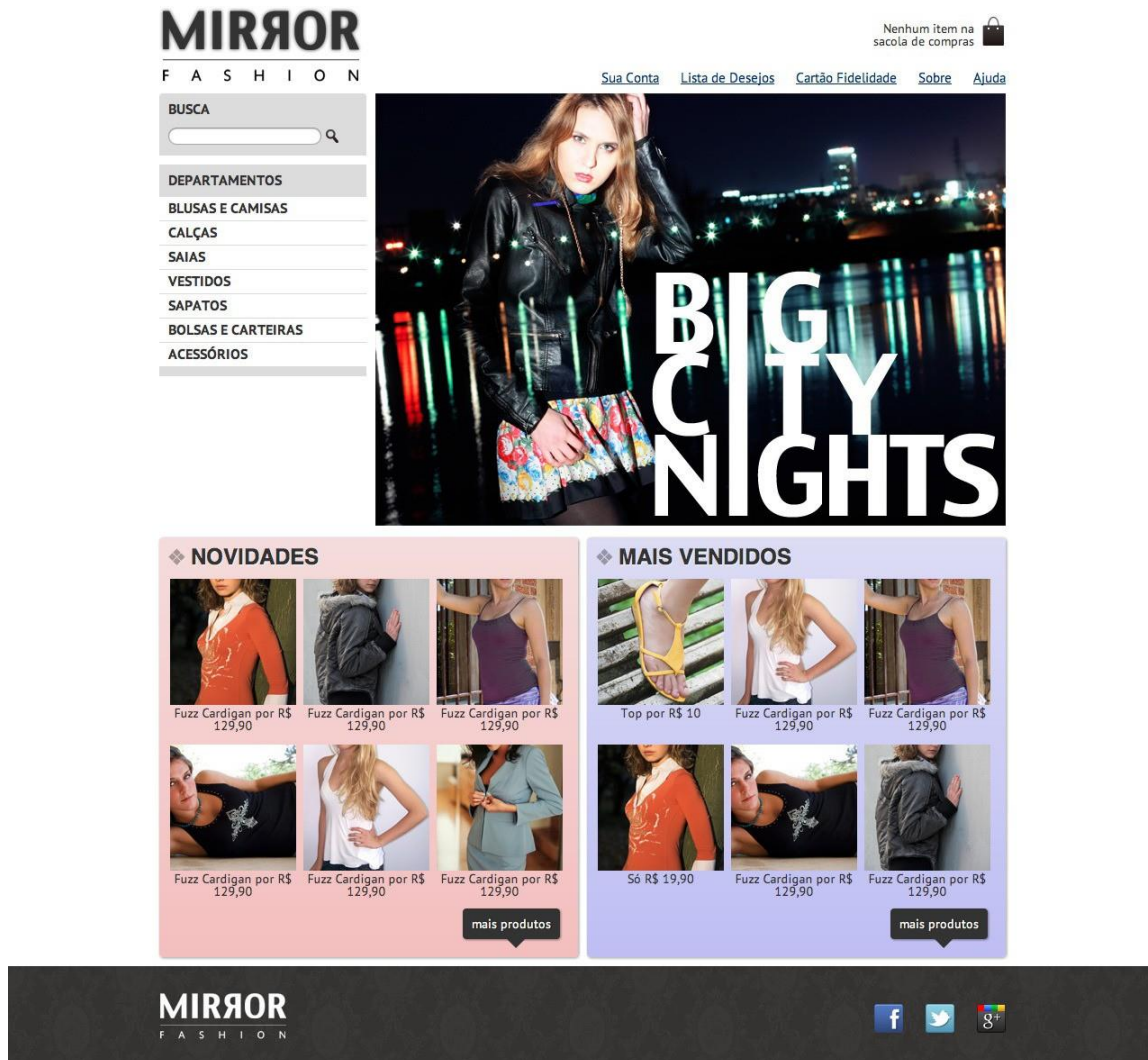 MIRЯOR
FASHION
Nenhum item na
sacola de compras
Sua Conta Lista de Desejos Cartão Fidelidade Sobre Ajuda
BUSCA
DEPARTAMENTOS
BLUSAS E CAMISAS
CALÇAS
SAIAS
VESTIDOS
SAPATOS
BOLSAS E CARTEIRAS
ACESSÓRIOS
BIG
CITY
NIGHTS
NOVIDADES
Fuzz Cardigan por R$
129,90
Fuzz Cardigan por R$
129,90
Fuzz Cardigan por R$
129,90
Fuzz Cardigan por R$
129,90
Fuzz Cardigan por R$
129,90
Fuzz Cardigan por R$
129,90
mais produtos
MAIS VENDIDOS
Top por R$ 10
Fuzz Cardigan por R$
129,90
Fuzz Cardigan por R$
129,90
Só R$ 19,90
Fuzz Cardigan por R$
129,90
Fuzz Cardigan por R$
129,90
mais produtos
MIRЯOR
FASHION
f
g+